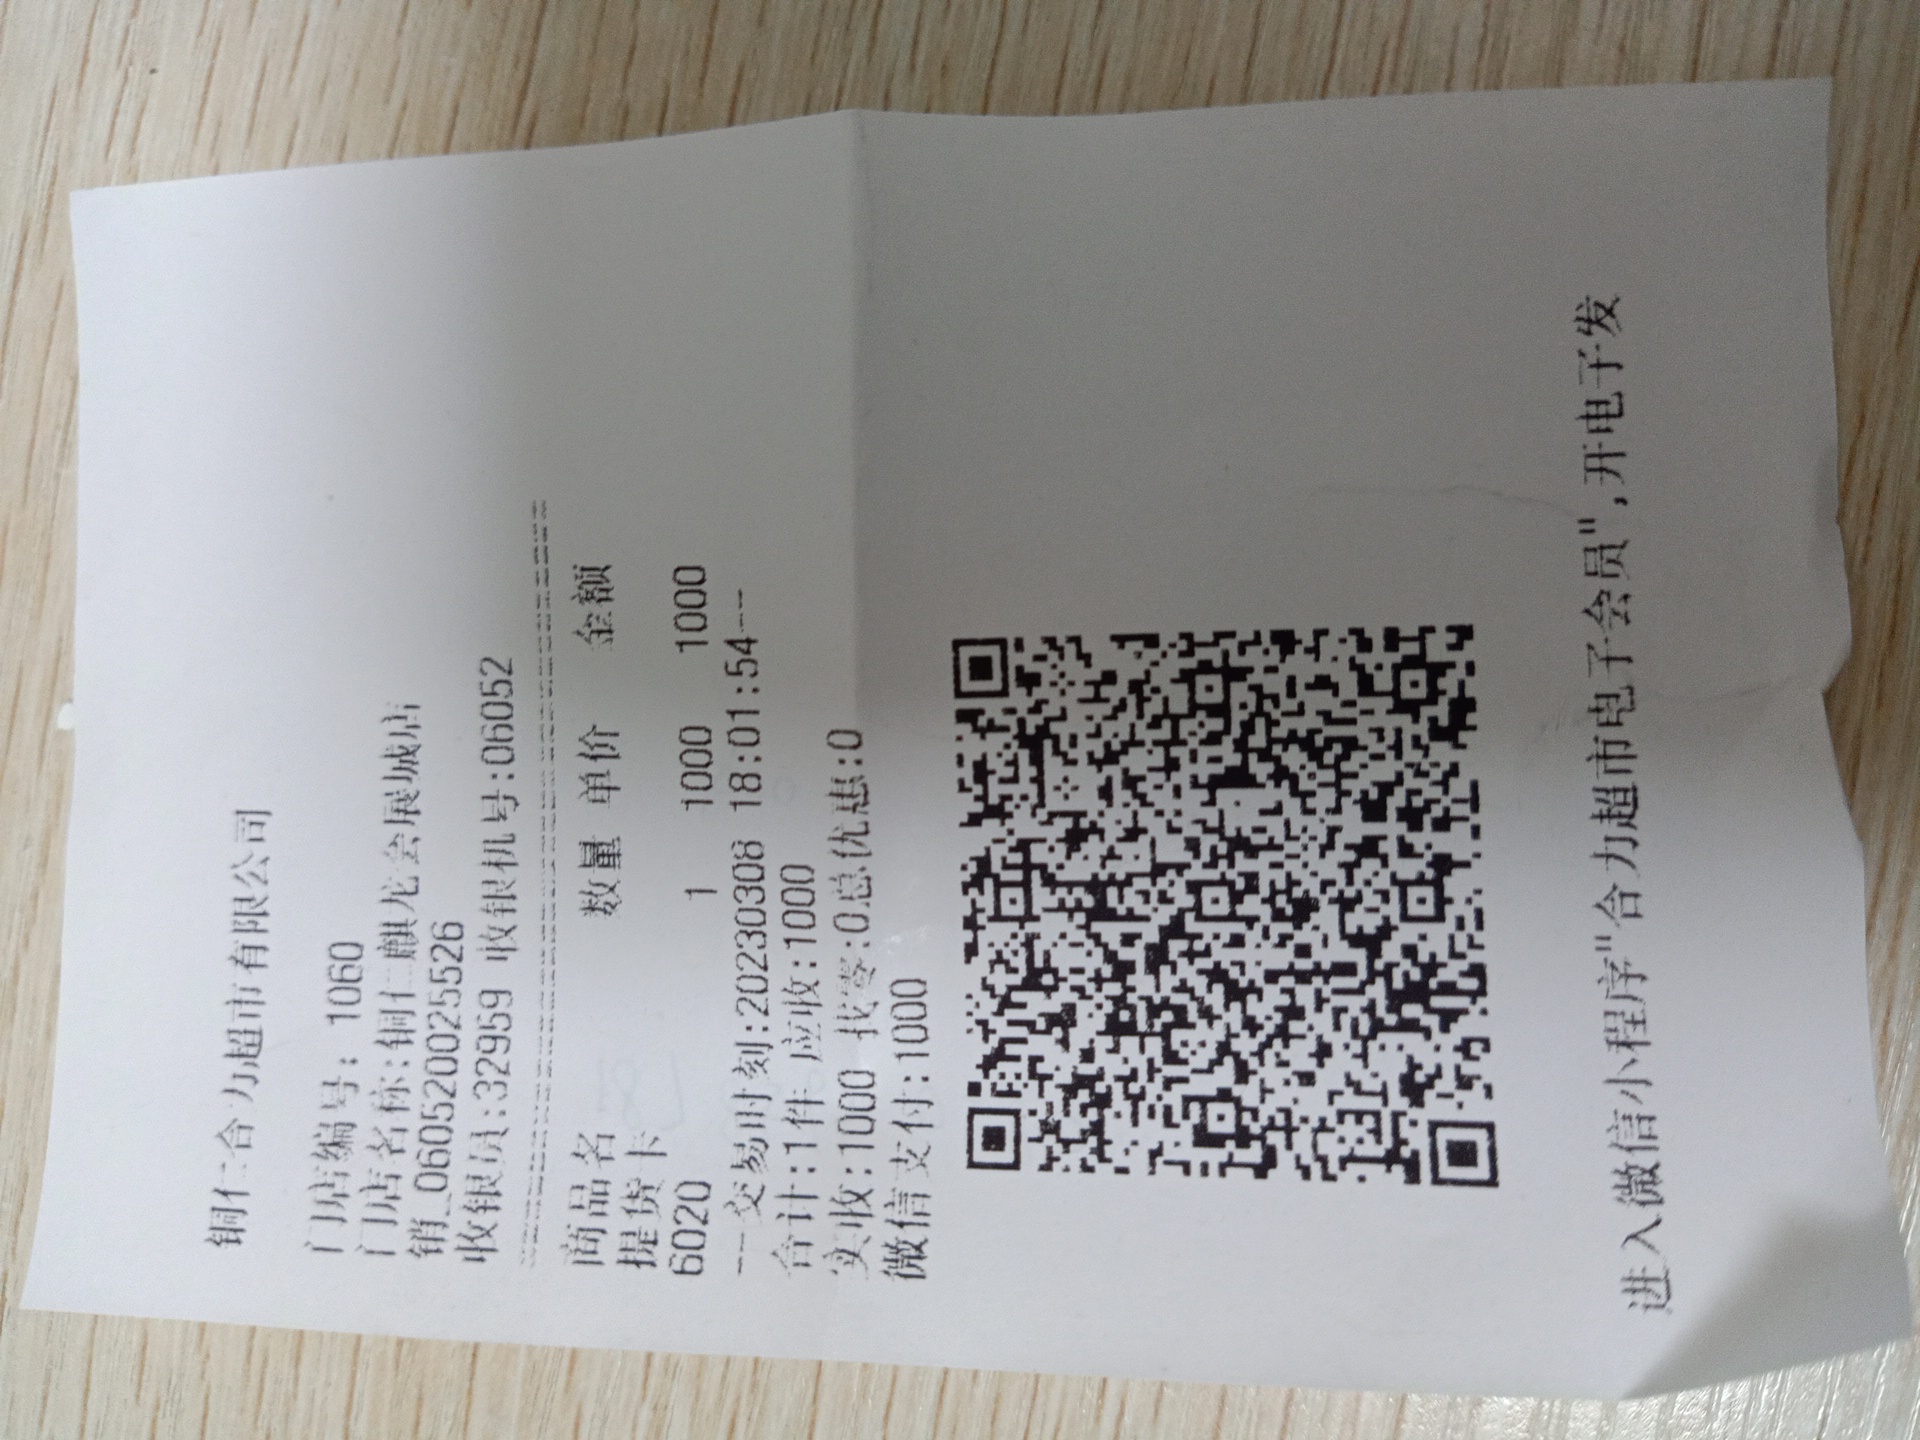 铜仁合力超市有限公司
门店编号: 1060
门店名称:铜仁麒龙会展城店
销_060520025526
收银员:32959 收银机号:06052
商品名 数量 单价 金额
提货卡
6020 1 1000 1000
--交易时刻:20230308 18:01:54--
合计:1件 应收:1000
实收:1000 找零:0总优惠:0
微信支付:1000
进入微信小程序"合力超市电子会员",开电子发